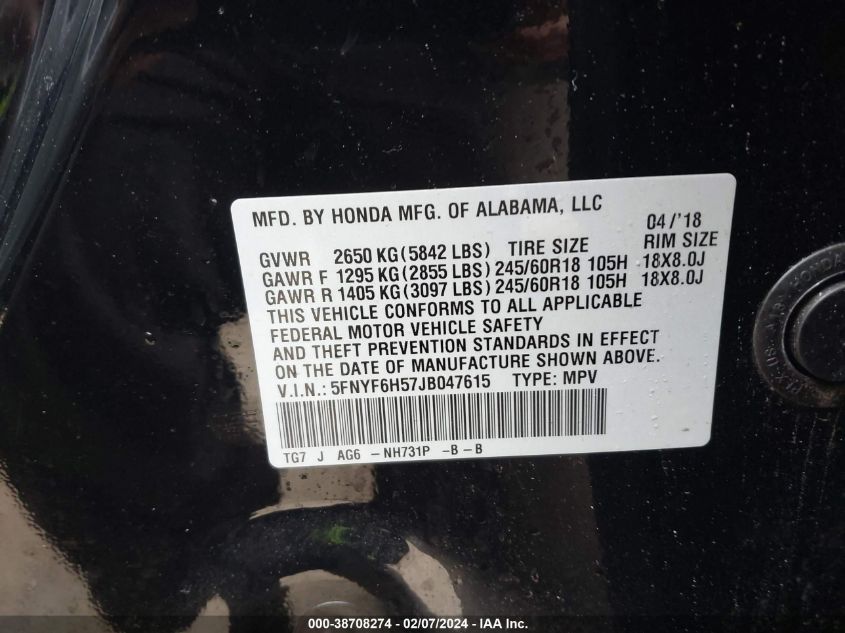 MFD. BY HONDA MFG. OF ALABAMA, LLC 04/'18
GVWR 2650 KG (5842 LBS) TIRE SIZE RIM SIZE
GAWR F 1295 KG (2855 LBS) 245/60R18 105H 18X8.0J
GAWR R 1405 KG (3097 LBS) 245/60R18 105H 18X8.0J
THIS VEHICLE CONFORMS TO ALL APPLICABLE
FEDERAL MOTOR VEHICLE SAFETY
AND THEFT PREVENTION STANDARDS IN EFFECT
ON THE DATE OF MANUFACTURE SHOWN ABOVE.
V.I.N.: 5FNYF6H57JB047615 TYPE: MPV
TG7 J AG6 -NH731P -B-B
HONDA
000-38708274 - 02/07/2024 - IAA Inc.